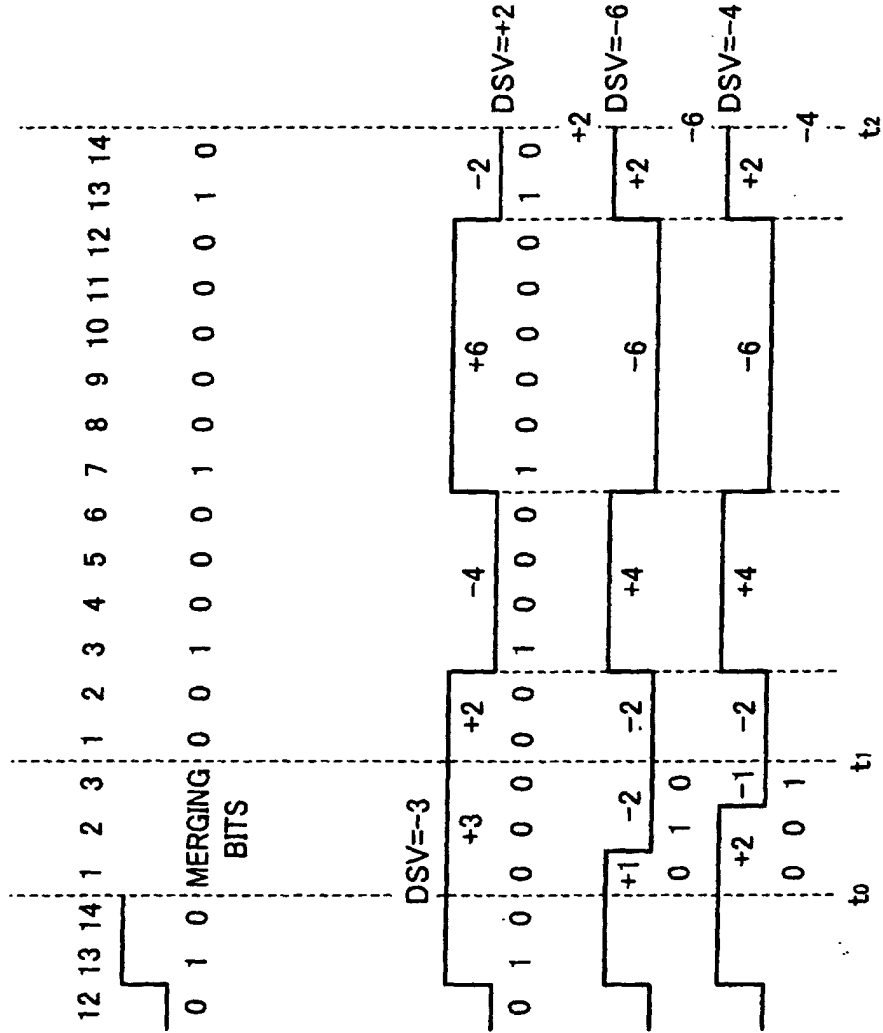 12 13 14 1 2 3 1 2 3 4 5 6 7 8 9 10 11 12 13 14
0 1 0 MERGING BITS 0 0 1 0 0 0 1 0 0 0 0 0 1 0
DSV=-3
+3 +2 -4 +6 -2 DSV=+2
0 1 0 0 0 0 0 0 1 0 0 0 1 0 0 0 0 0 1 0
+2
+1 -2 -2 +4 -6 +2 DSV=-6
0 1 0
-6
+2 -1 -2 +4 -6 +2 DSV=-4
0 0 1
-4
t0 t1 t2